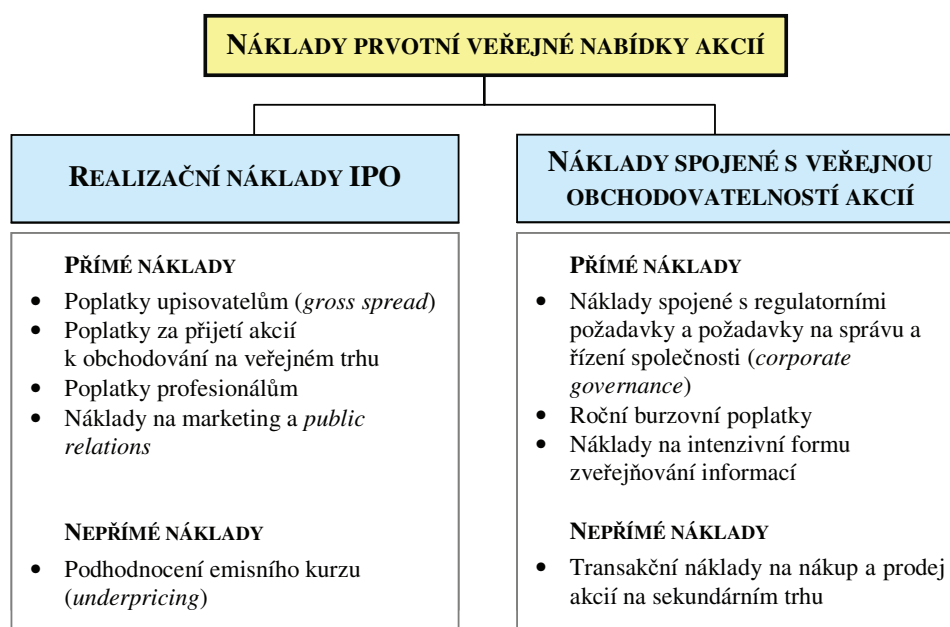 NÁKLADY PRVOTNÍ VEŘEJNÉ NABÍDKY AKCIÍ
REALIZAČNÍ NÁKLADY IPO
PŘÍMÉ NÁKLADY
• Poplatky upisovatelům (gross spread)
• Poplatky za přijetí akcií
k obchodování na veřejném trhu
• Poplatky profesionálům
• Náklady na marketing a public
relations
NEPŘÍMÉ NÁKLADY
• Podhodnocení emisního kurzu
(underpricing)
NÁKLADY SPOJENÉ S VEŘEJNOU
OBCHODOVATELNOSTÍ AKCIÍ
PŘÍMÉ NÁKLADY
• Náklady spojené s regulatorními
požadavky a požadavky na správu a
řízení společnosti (corporate
governance)
• Roční burzovní poplatky
• Náklady na intenzivní formu
zveřejňování informací
NEPŘÍMÉ NÁKLADY
• Transakční náklady na nákup a prodej
akcií na sekundárním trhu